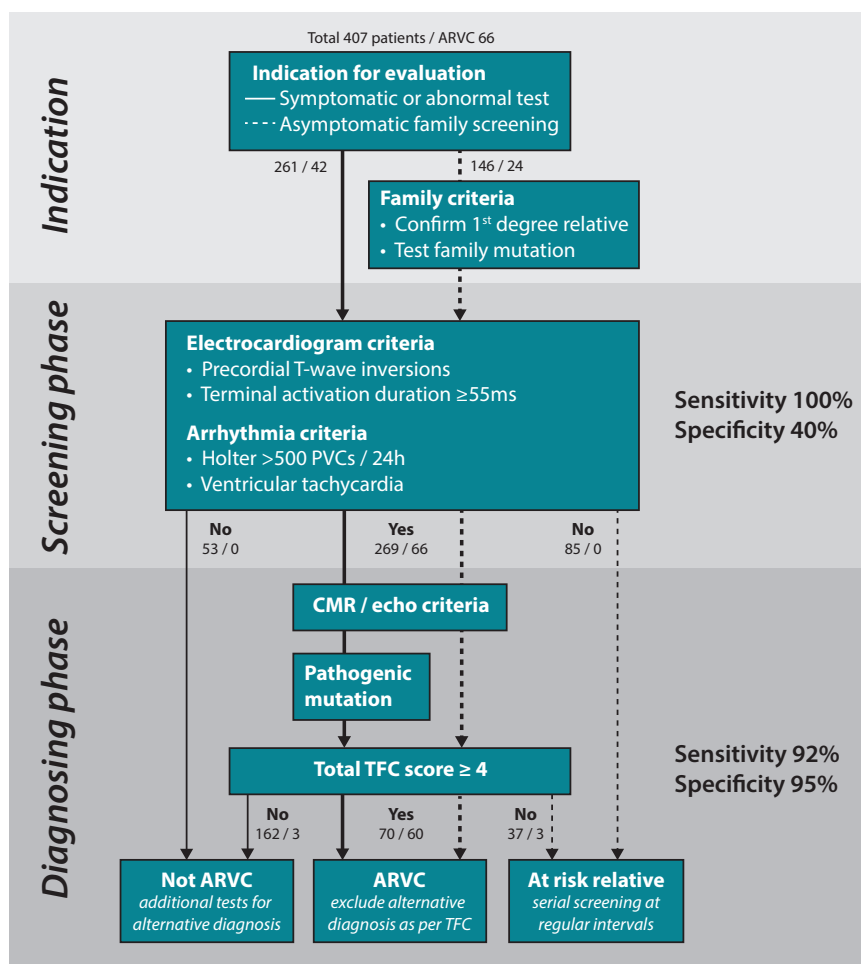 Total 407 patients / ARVC 66
Indication
Indication for evaluation
Symptomatic or abnormal test
Asymptomatic family screening
261 / 42
146 / 24
Family criteria
• Confirm 1st degree relative
• Test family mutation
Screening phase
Electrocardiogram criteria
• Precordial T-wave inversions
• Terminal activation duration ≥55ms
Arrhythmia criteria
• Holter >500 PVCs / 24h
• Ventricular tachycardia
Sensitivity 100%
Specificity 40%
No
53 / 0
Yes
269 / 66
No
85 / 0
Diagnosing phase
CMR / echo criteria
Pathogenic
mutation
Total TFC score ≥ 4
Sensitivity 92%
Specificity 95%
No
162 / 3
Yes
70 / 60
No
37 / 3
Not ARVC
additional tests for
alternative diagnosis
ARVC
exclude alternative
diagnosis as per TFC
At risk relative
serial screening at
regular intervals